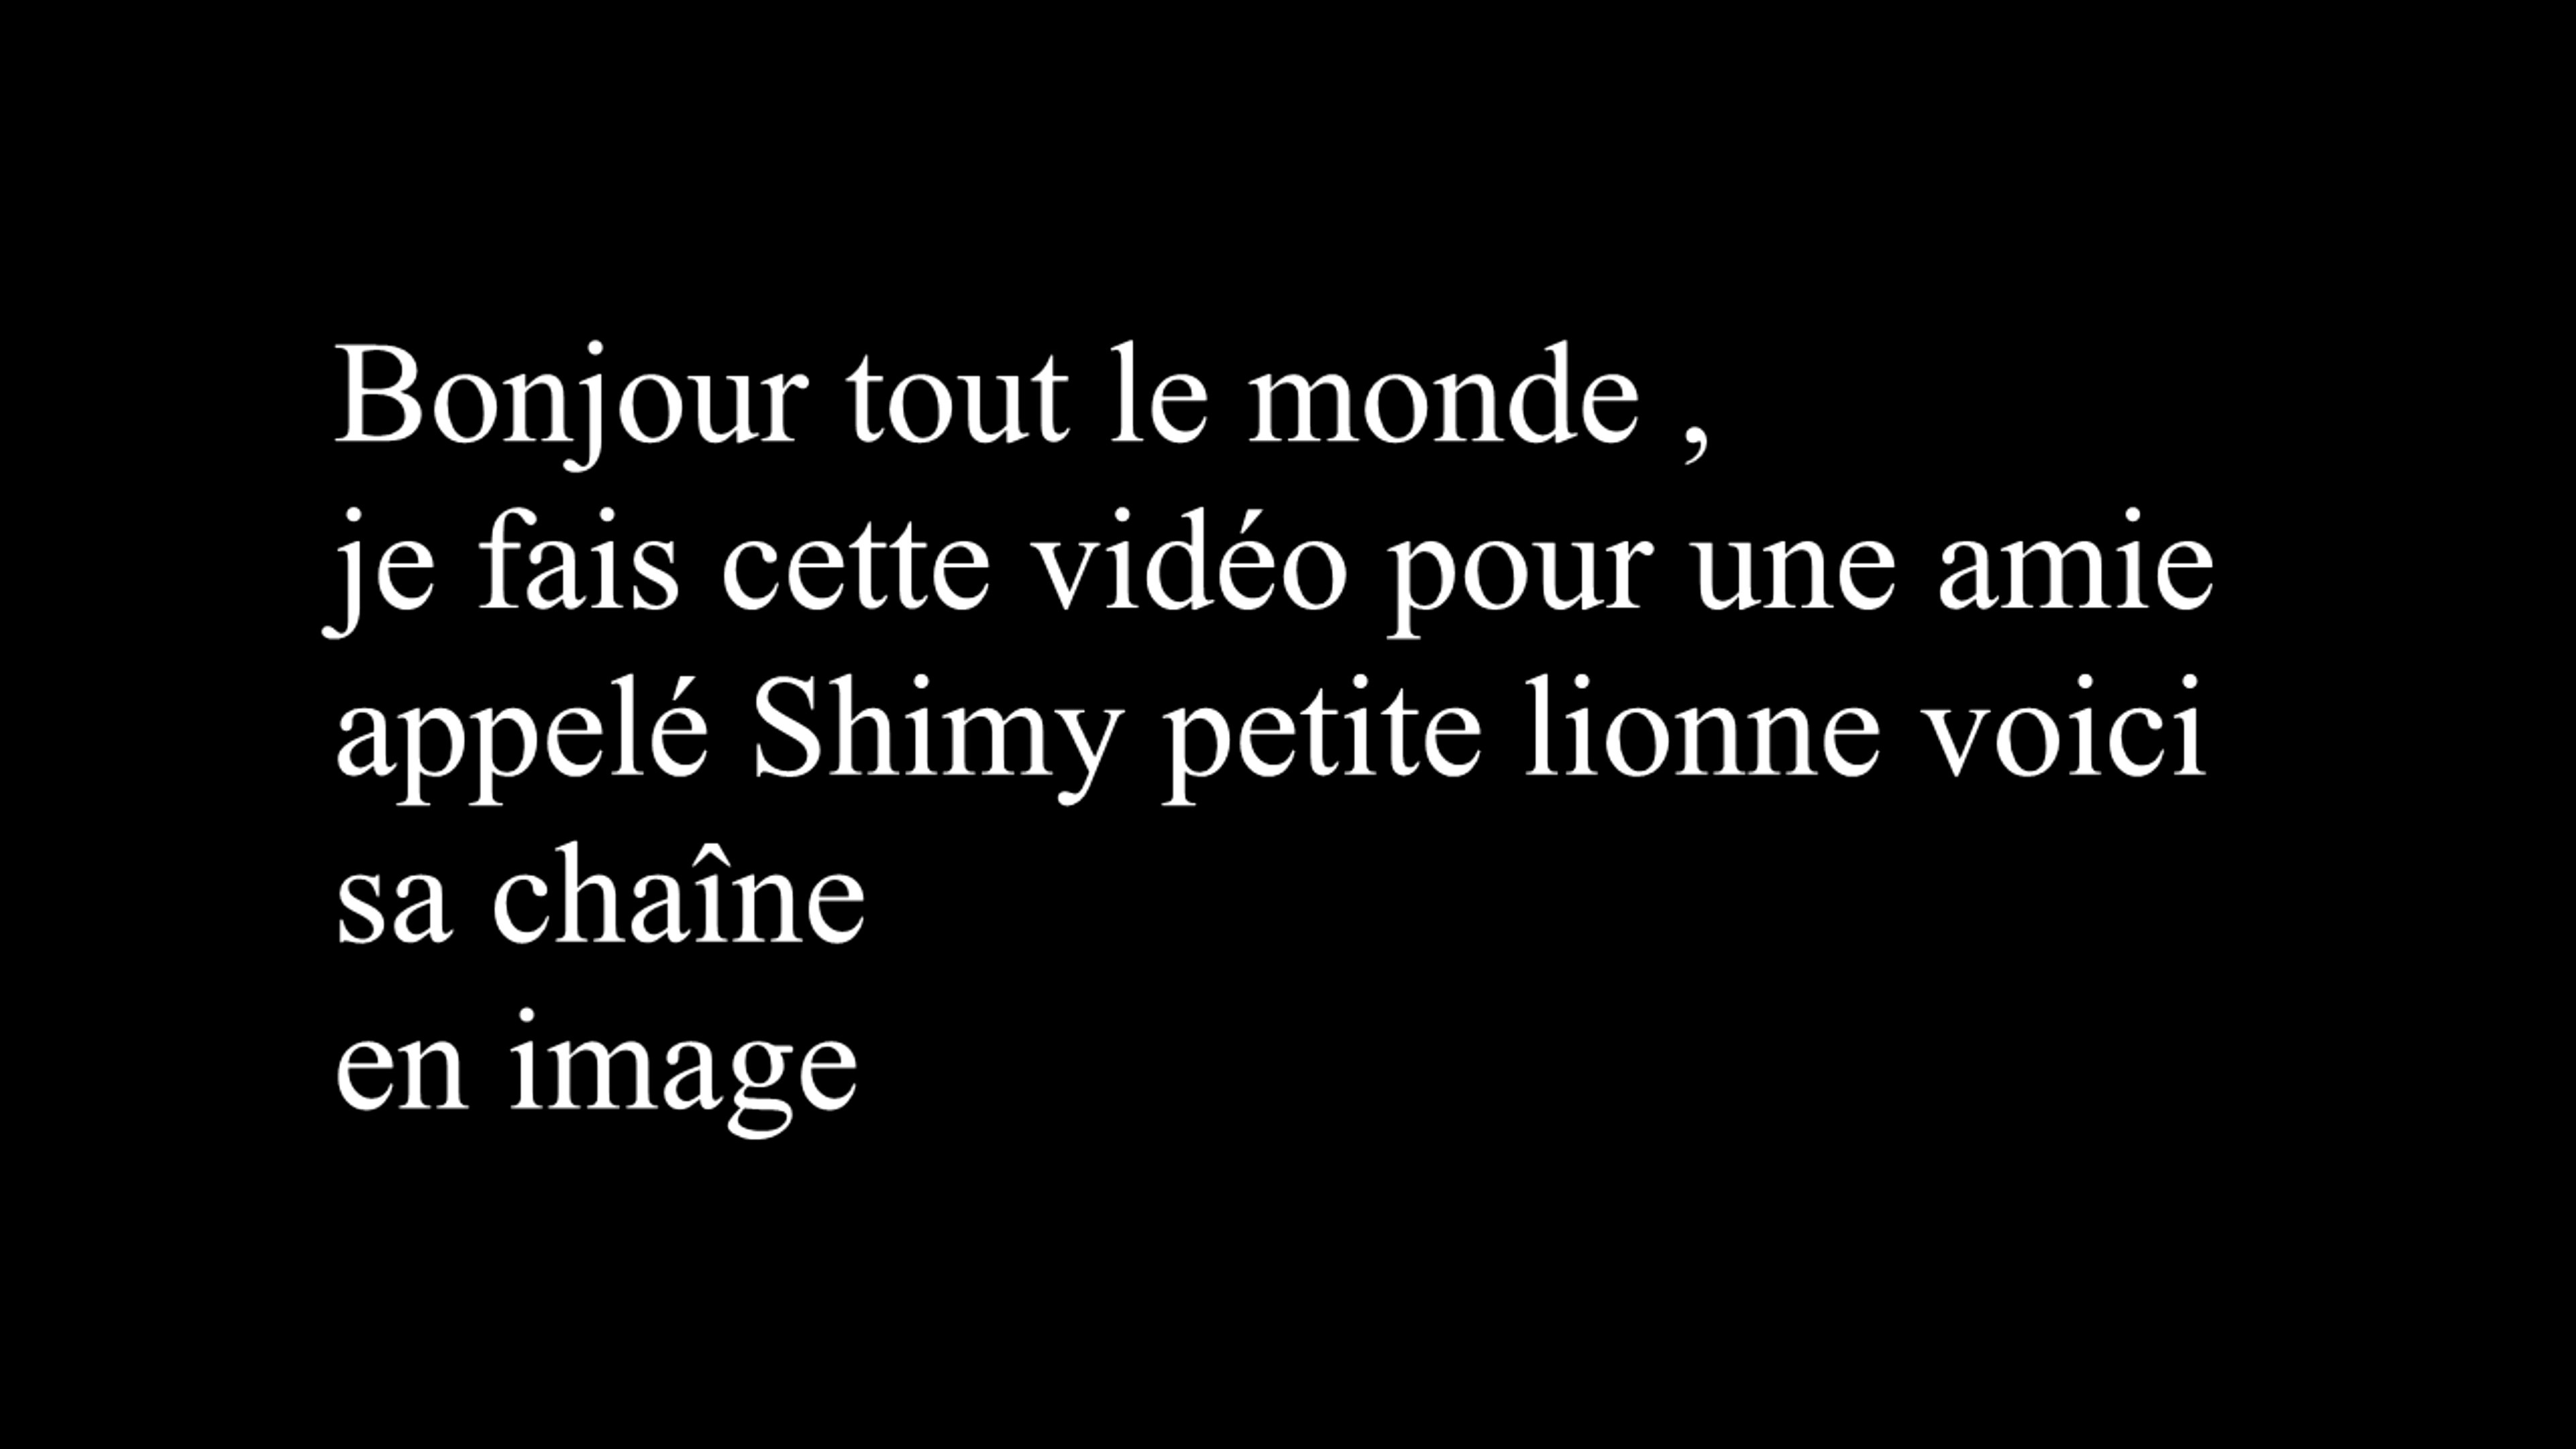 Bonjour tout le monde ,
je fais cette vidéo pour une amie
appelé Shimy petite lionne voici
sa chaîne
en image